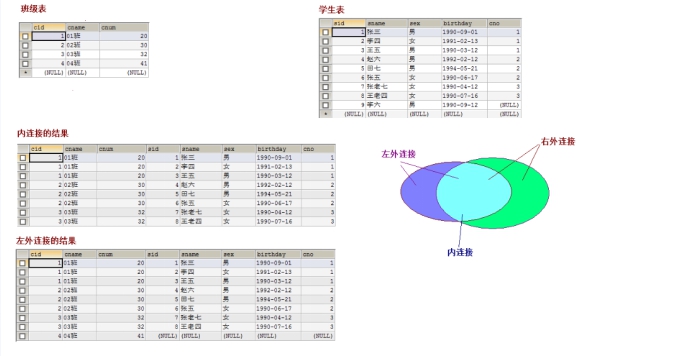 班级表
cid cname cnum
1 01班 20
2 02班 30
3 03班 32
4 04班 41
* (NULL) (NULL) (NULL)
学生表
sid sname sex birthday cno
1 张三 男 1990-09-01 1
2 李四 女 1991-02-13 1
3 王五 男 1990-03-12 1
4 赵六 男 1992-02-12 2
5 田七 男 1994-05-21 2
6 张五 女 1990-06-17 2
7 张老七 女 1990-04-12 3
8 王老四 女 1990-07-16 3
9 李六 男 1990-09-12 (NULL)
* (NULL) (NULL) (NULL) (NULL) (NULL)
内连接的结果
cid cname cnum sid sname sex birthday cno
1 01班 20 1 张三 男 1990-09-01 1
1 01班 20 2 李四 女 1991-02-13 1
1 01班 20 3 王五 男 1990-03-12 1
2 02班 30 4 赵六 男 1992-02-12 2
2 02班 30 5 田七 男 1994-05-21 2
2 02班 30 6 张五 女 1990-06-17 2
3 03班 32 7 张老七 女 1990-04-12 3
3 03班 32 8 王老四 女 1990-07-16 3
左外连接
右外连接
内连接
左外连接的结果
cid cname cnum sid sname sex birthday cno
1 01班 20 1 张三 男 1990-09-01 1
1 01班 20 2 李四 女 1991-02-13 1
1 01班 20 3 王五 男 1990-03-12 1
2 02班 30 4 赵六 男 1992-02-12 2
2 02班 30 5 田七 男 1994-05-21 2
2 02班 30 6 张五 女 1990-06-17 2
3 03班 32 7 张老七 女 1990-04-12 3
3 03班 32 8 王老四 女 1990-07-16 3
4 04班 41 (NULL) (NULL) (NULL) (NULL) (NULL)